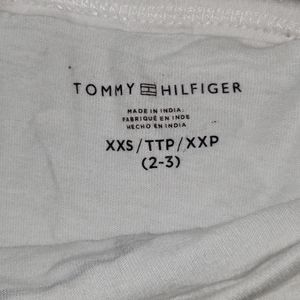 TOMMY HILFIGER
MADE IN INDIA
FABRIQUÉ EN INDE
HECHO EN INDIA
XXS/TTP/XXP
(2-3)